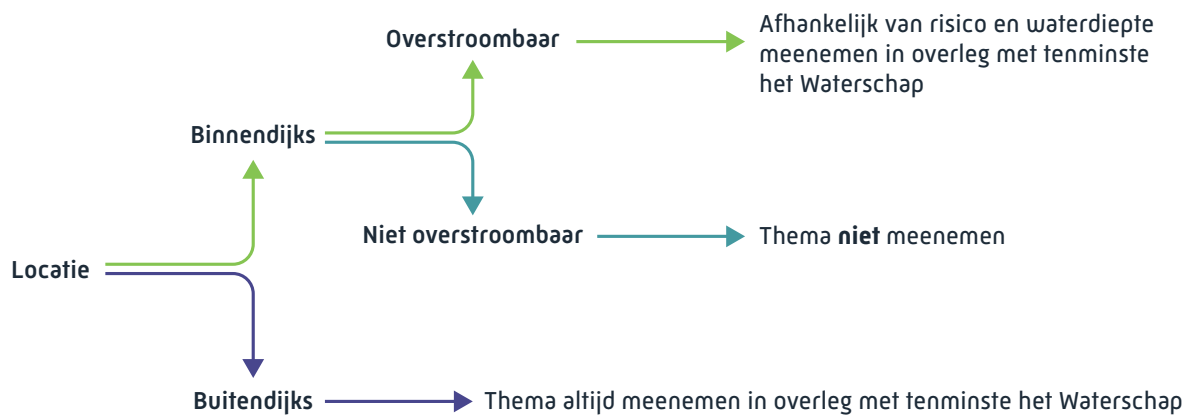 Overstroombaar
Afhankelijk van risico en waterdiepte
meenemen in overleg met tenminste
het Waterschap
Binnendijks
Niet overstroombaar
Thema niet meenemen
Locatie
Buitendijks
Thema altijd meenemen in overleg met tenminste het Waterschap